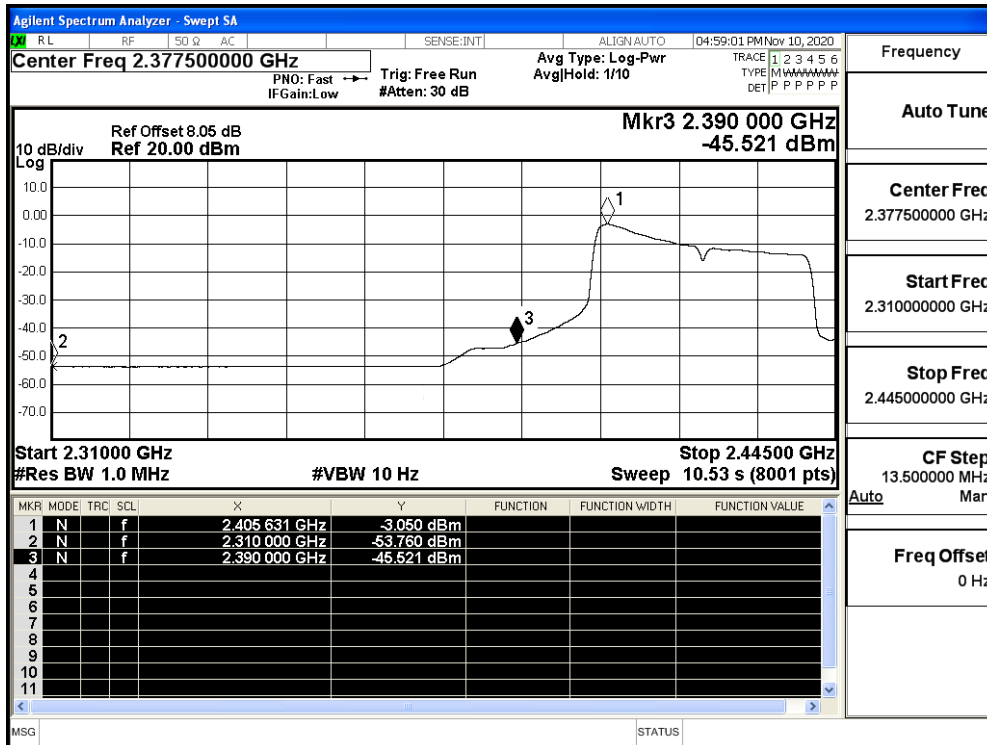 Agilent Spectrum Analyzer - Swept SA
LXI RL RF 50 Ω AC SENSE:INT ALIGN AUTO 04:59:01 PM Nov 10, 2020
Center Freq 2.377500000 GHz
PNO: Fast
IFGain:Low
Trig: Free Run
#Atten: 30 dB
Avg Type: Log-Pwr
Avg|Hold: 1/10
TRACE 1 2 3 4 5 6
TYPE M WWWWW
DET P P P P P P
Frequency
Auto Tune
Center Freq
2.377500000 GHz
Start Freq
2.310000000 GHz
Stop Freq
2.445000000 GHz
CF Step
13.500000 MHz
Auto Man
Freq Offset
0 Hz
Mkr3 2.390 000 GHz
-45.521 dBm
Ref Offset 8.05 dB
10 dB/div Ref 20.00 dBm
Log
10.0
0.00
-10.0
-20.0
-30.0
-40.0
-50.0
-60.0
-70.0
1
2
3
Start 2.31000 GHz Stop 2.44500 GHz
#Res BW 1.0 MHz #VBW 10 Hz Sweep 10.53 s (8001 pts)
MKR MODE TRC SCL X Y FUNCTION FUNCTION WIDTH FUNCTION VALUE
1 N f 2.405 631 GHz -3.050 dBm
2 N f 2.310 000 GHz -53.760 dBm
3 N f 2.390 000 GHz -45.521 dBm
4
5
6
7
8
9
10
11
MSG STATUS